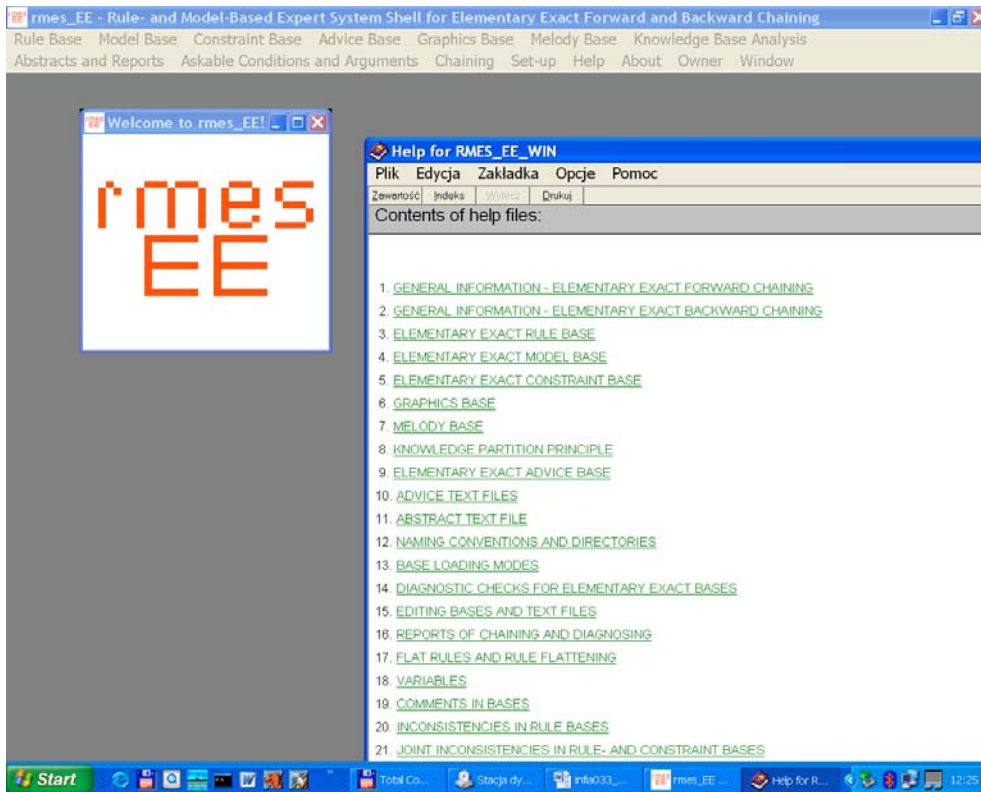 rmes_EE - Rule- and Model-Based Expert System Shell for Elementary Exact Forward and Backward Chaining
Rule Base Model Base Constraint Base Advice Base Graphics Base Melody Base Knowledge Base Analysis
Abstracts and Reports Askable Conditions and Arguments Chaining Set-up Help About Owner Window
Welcome to rmes_EE!
rmes
EE
Help for RMES_EE_WIN
Plik Edycja Zakładka Opcje Pomoc
Zawartość Indeks Wstecz Drukuj
Contents of help files:
1. GENERAL INFORMATION - ELEMENTARY EXACT FORWARD CHAINING
2. GENERAL INFORMATION - ELEMENTARY EXACT BACKWARD CHAINING
3. ELEMENTARY EXACT RULE BASE
4. ELEMENTARY EXACT MODEL BASE
5. ELEMENTARY EXACT CONSTRAINT BASE
6. GRAPHICS BASE
7. MELODY BASE
8. KNOWLEDGE PARTITION PRINCIPLE
9. ELEMENTARY EXACT ADVICE BASE
10. ADVICE TEXT FILES
11. ABSTRACT TEXT FILE
12. NAMING CONVENTIONS AND DIRECTORIES
13. BASE LOADING MODES
14. DIAGNOSTIC CHECKS FOR ELEMENTARY EXACT BASES
15. EDITING BASES AND TEXT FILES
16. REPORTS OF CHAINING AND DIAGNOSING
17. FLAT RULES AND RULE FLATTENING
18. VARIABLES
19. COMMENTS IN BASES
20. INCONSISTENCIES IN RULE BASES
21. JOINT INCONSISTENCIES IN RULE- AND CONSTRAINT BASES
Start Total Co... Stacja dy... rmes_EE ... Help for R... 12:25